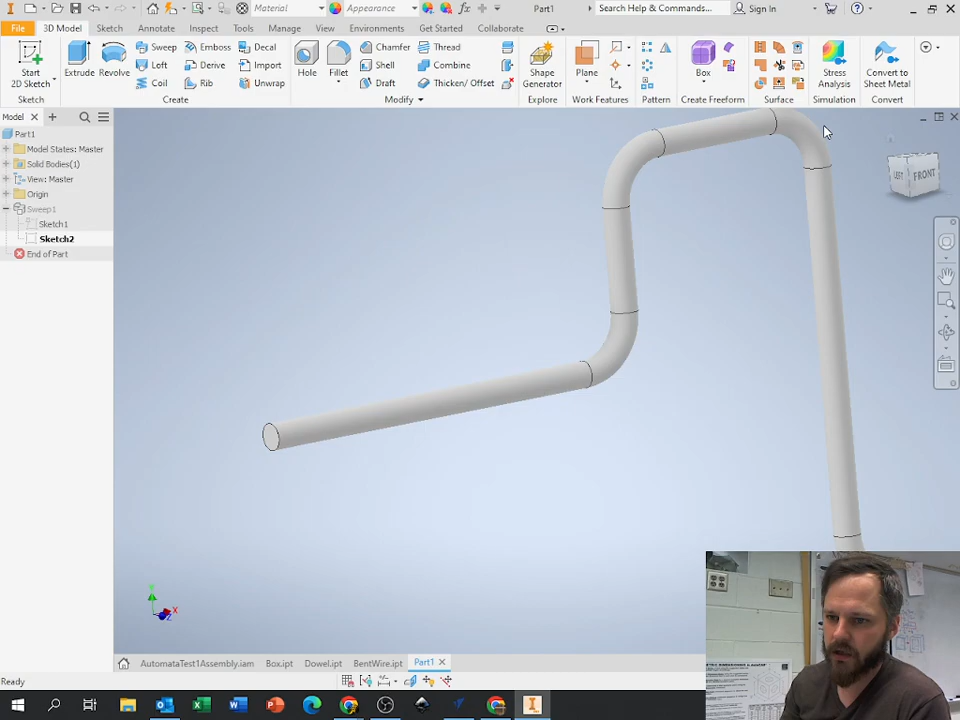 Material
Appearance
Part1
Search Help & Commands...
Sign In
File
3D Model
Sketch
Annotate
Inspect
Tools
Manage
View
Environments
Get Started
Collaborate
Start
2D Sketch
Extrude
Revolve
Sweep
Emboss
Decal
Loft
Derive
Import
Coil
Rib
Unwrap
Hole
Fillet
Chamfer
Thread
Shell
Combine
Draft
Thicken/ Offset
Shape
Generator
Plane
Box
Stress
Analysis
Convert to
Sheet Metal
Sketch
Create
Modify
Explore
Work Features
Pattern
Create Freeform
Surface
Simulation
Convert
Model
Part1
Model States: Master
Solid Bodies(1)
View: Master
Origin
Sweep1
Sketch1
Sketch2
End of Part
FRONT
Y
X
Z
AutomataTest1Assembly.iam
Box.ipt
Dowel.ipt
BentWire.ipt
Part1
Ready